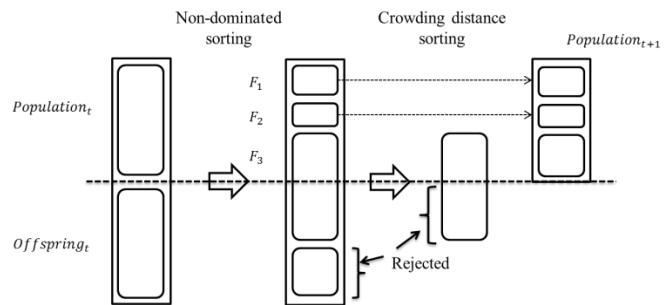 Non-dominated
sorting
Crowding distance
sorting
Population_{t+1}
F_1
Population_t
F_2
F_3
Offspring_t
Rejected